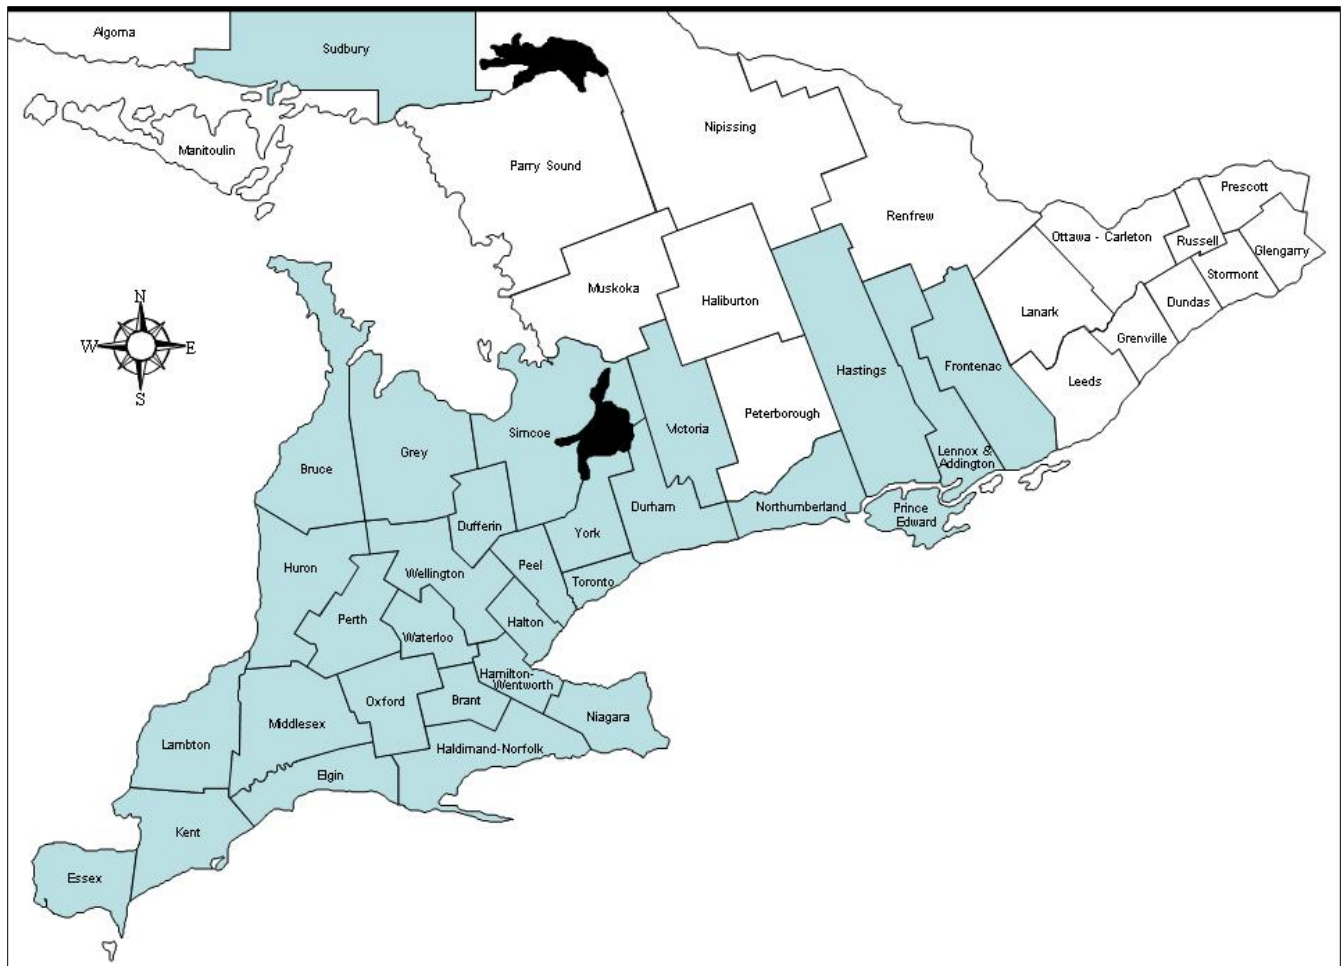 Algoma
Sudbury
Nipissing
Manitoulin
Parry Sound
Prescott
Renfrew
Ottawa - Carleton
Russell
Glengarry
Stormont
Muskoka
Haliburton
Dundas
N
W
E
S
Lanark
Grenville
Hastings
Frontenac
Leeds
Peterborough
Simcoe
Victoria
Grey
Bruce
Lennox &
Addington
Dufferin
Durham
Northumberland
Prince
Edward
York
Peel
Huron
Wellington
Toronto
Perth
Halton
Waterloo
Hamilton-
Wentworth
Oxford
Brant
Niagara
Middlesex
Lambton
Haldimand-Norfolk
Elgin
Kent
Essex